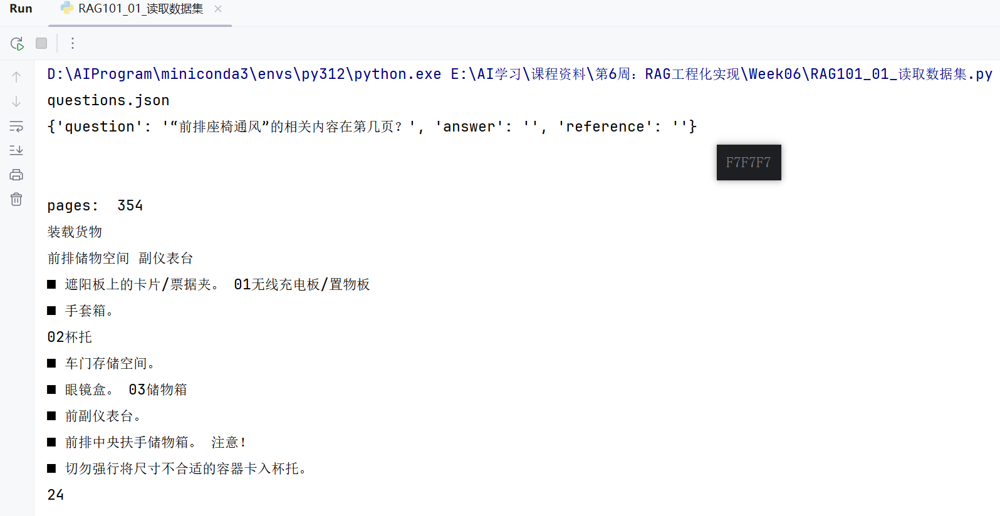 Run RAG101_01_读取数据集
D:\AIProgram\miniconda3\envs\py312\python.exe E:\AI学习\课程资料\第6周：RAG工程化实现\Week06\RAG101_01_读取数据集.py
questions.json
{'question': '“前排座椅通风”的相关内容在第几页？', 'answer': '', 'reference': ''}
F7F7F7
pages:  354
装载货物
前排储物空间 副仪表台
■ 遮阳板上的卡片/票据夹。 01无线充电板/置物板
■ 手套箱。
02杯托
■ 车门存储空间。
■ 眼镜盒。 03储物箱
■ 前副仪表台。
■ 前排中央扶手储物箱。 注意！
■ 切勿强行将尺寸不合适的容器卡入杯托。
24